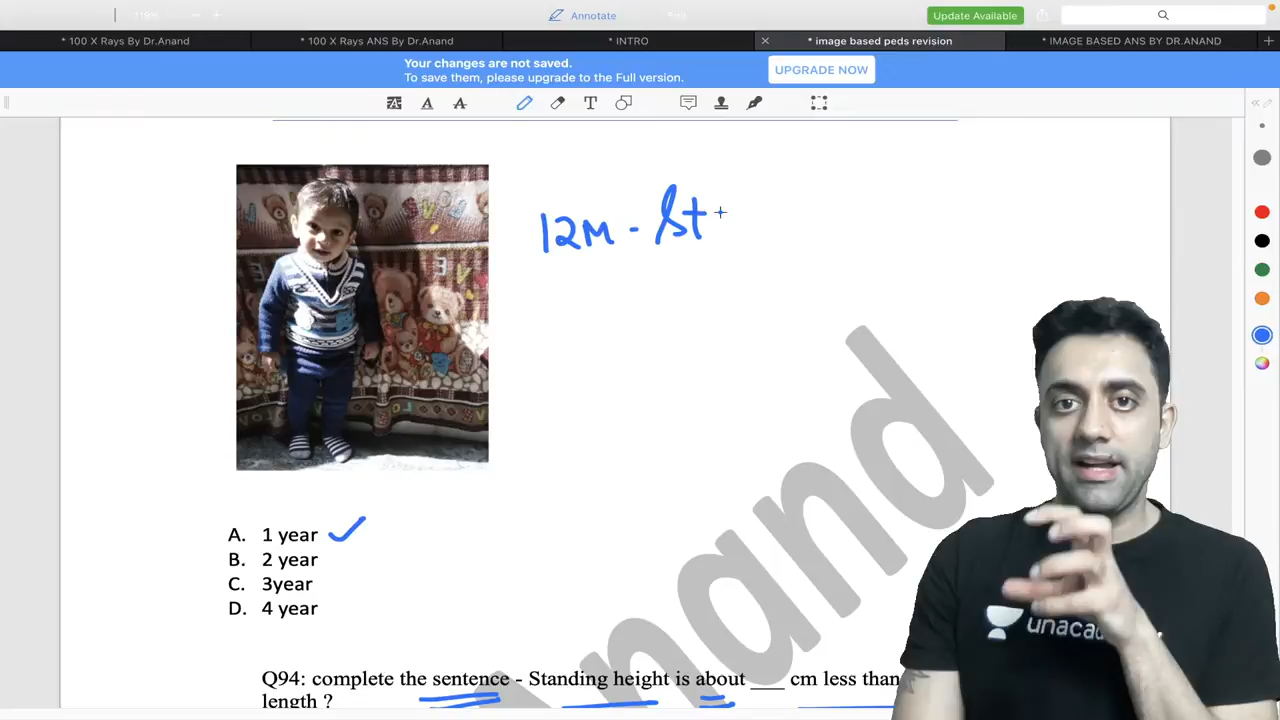 119%
Annotate
Edit
Update Available
* 100 X Rays By Dr.Anand
* 100 X Rays ANS By Dr.Anand
* INTRO
* image based peds revision
* IMAGE BASED ANS BY DR.ANAND
Your changes are not saved.
To save them, please upgrade to the Full version.
UPGRADE NOW
12M - St
A. 1 year
B. 2 year
C. 3year
D. 4 year
Anand
unaca
Q94: complete the sentence - Standing height is about ___ cm less than
length ?